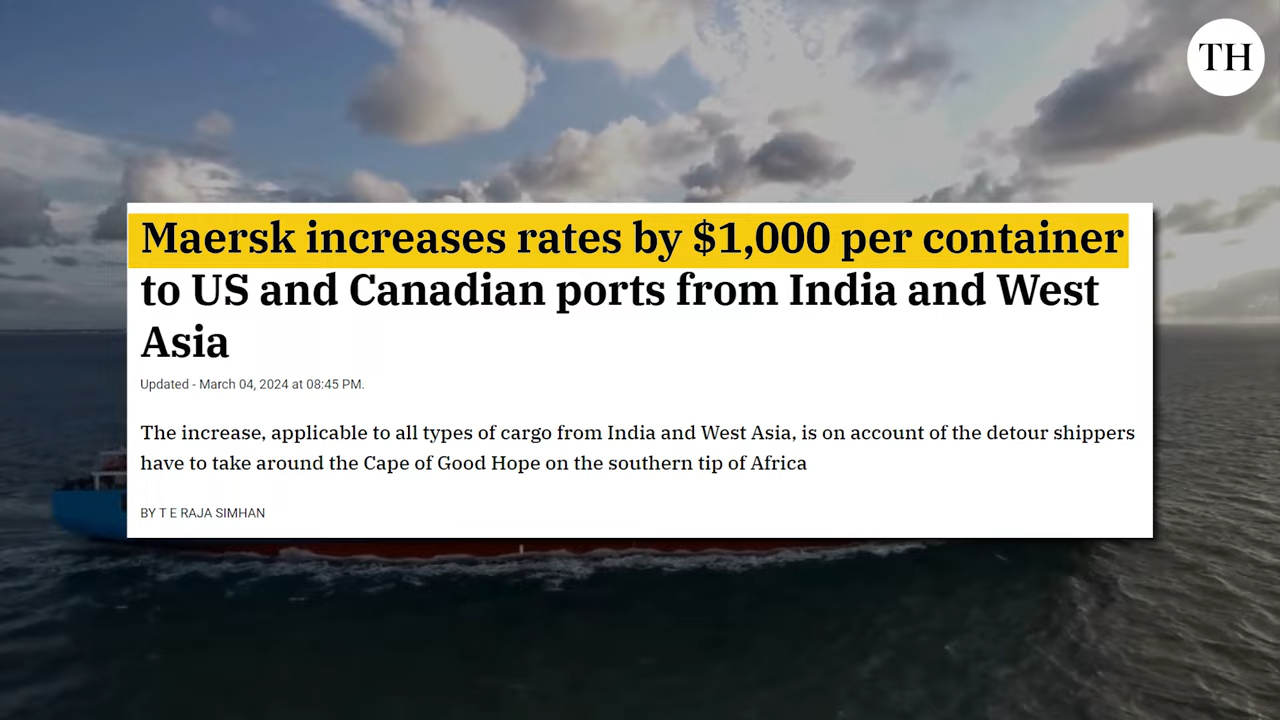 TH
Maersk increases rates by $1,000 per container
to US and Canadian ports from India and West
Asia
Updated - March 04, 2024 at 08:45 PM.
The increase, applicable to all types of cargo from India and West Asia, is on account of the detour shippers
have to take around the Cape of Good Hope on the southern tip of Africa
BY T E RAJA SIMHAN